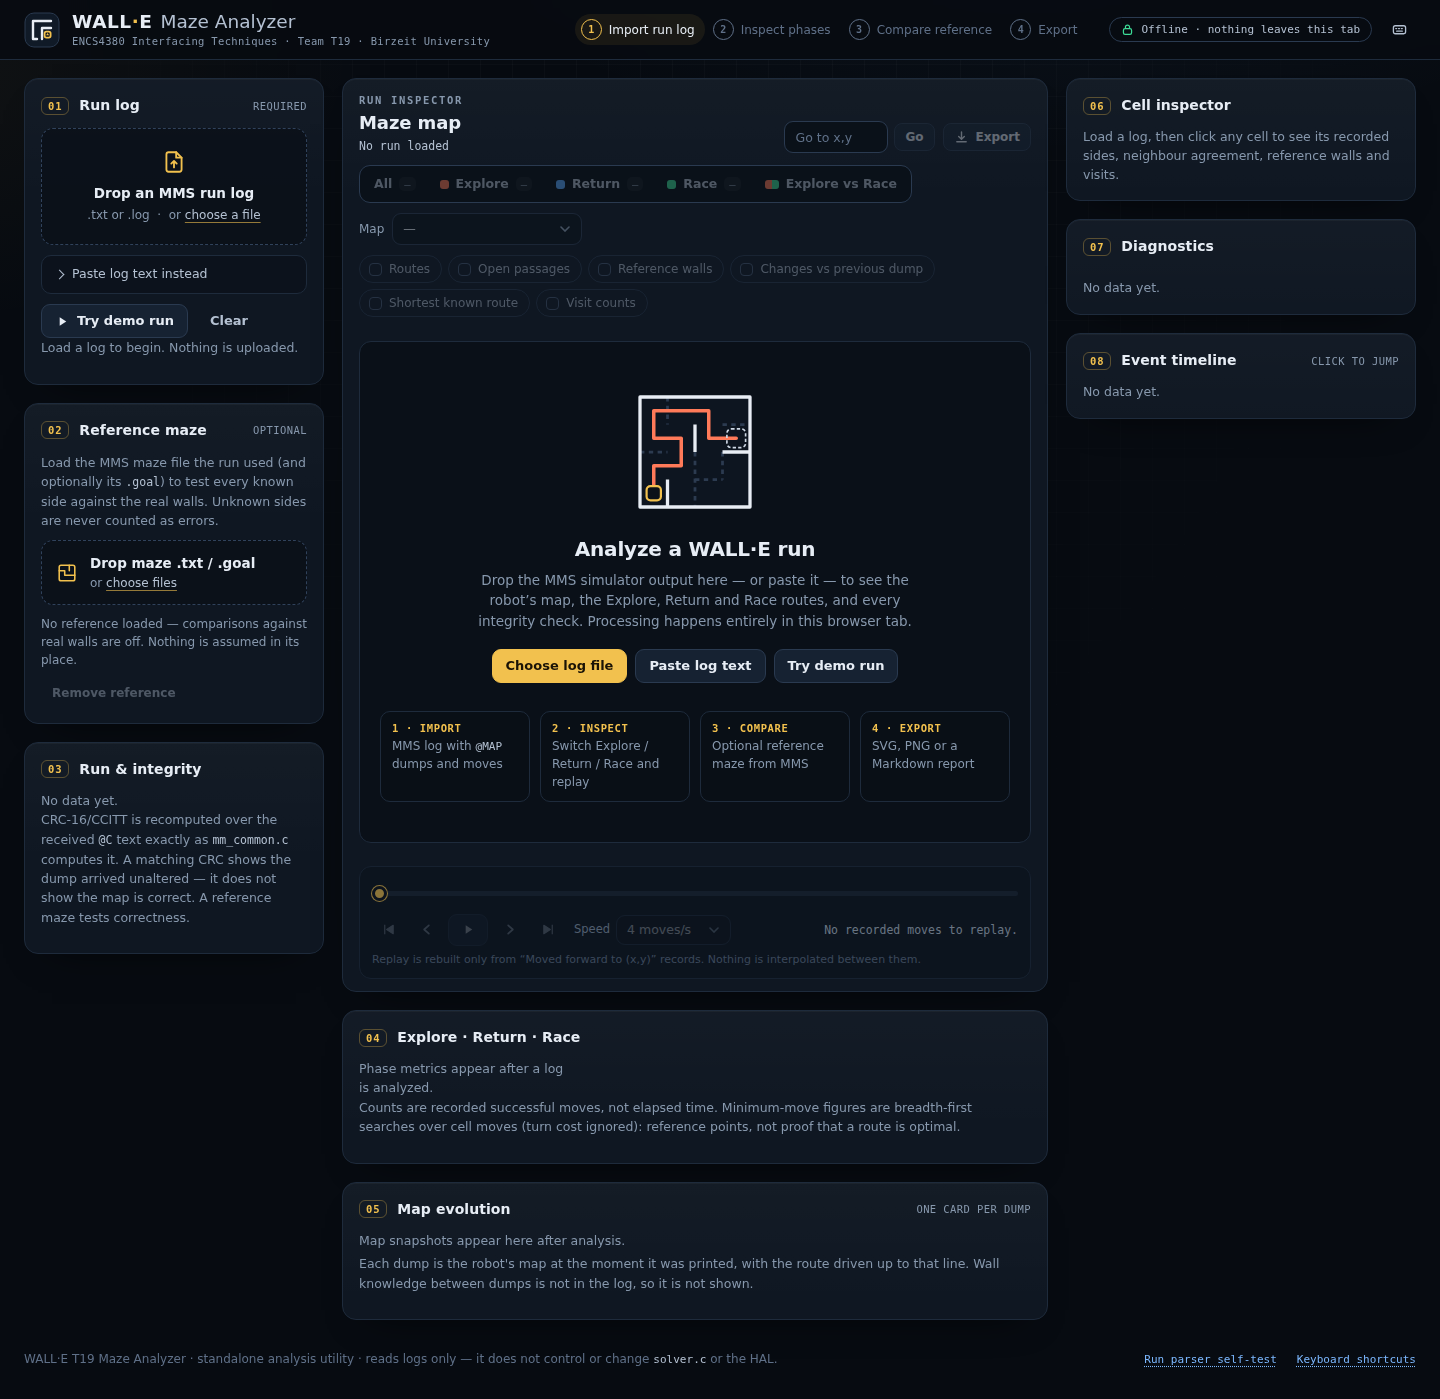 WALL·E Maze Analyzer
ENCS4380 Interfacing Techniques · Team T19 · Birzeit University
1 Import run log
2 Inspect phases
3 Compare reference
4 Export
Offline · nothing leaves this tab
01 Run log REQUIRED
Drop an MMS run log
.txt or .log · or choose a file
Paste log text instead
Try demo run Clear
Load a log to begin. Nothing is uploaded.
02 Reference maze OPTIONAL
Load the MMS maze file the run used (and
optionally its .goal) to test every known
side against the real walls. Unknown sides
are never counted as errors.
Drop maze .txt / .goal
or choose files
No reference loaded — comparisons against
real walls are off. Nothing is assumed in its
place.
Remove reference
03 Run & integrity
No data yet.
CRC-16/CCITT is recomputed over the
received @C text exactly as mm_common.c
computes it. A matching CRC shows the
dump arrived unaltered — it does not
show the map is correct. A reference
maze tests correctness.
RUN INSPECTOR
Maze map
No run loaded
Go to x,y Go Export
All — Explore — Return — Race — Explore vs Race
Map —
Routes Open passages Reference walls Changes vs previous dump
Shortest known route Visit counts
Analyze a WALL·E run
Drop the MMS simulator output here — or paste it — to see the
robot’s map, the Explore, Return and Race routes, and every
integrity check. Processing happens entirely in this browser tab.
Choose log file Paste log text Try demo run
1 · IMPORT
MMS log with @MAP
dumps and moves
2 · INSPECT
Switch Explore /
Return / Race and
replay
3 · COMPARE
Optional reference
maze from MMS
4 · EXPORT
SVG, PNG or a
Markdown report
Speed 4 moves/s No recorded moves to replay.
Replay is rebuilt only from “Moved forward to (x,y)” records. Nothing is interpolated between them.
04 Explore · Return · Race
Phase metrics appear after a log
is analyzed.
Counts are recorded successful moves, not elapsed time. Minimum-move figures are breadth-first
searches over cell moves (turn cost ignored): reference points, not proof that a route is optimal.
05 Map evolution ONE CARD PER DUMP
Map snapshots appear here after analysis.
Each dump is the robot's map at the moment it was printed, with the route driven up to that line. Wall
knowledge between dumps is not in the log, so it is not shown.
06 Cell inspector
Load a log, then click any cell to see its recorded
sides, neighbour agreement, reference walls and
visits.
07 Diagnostics
No data yet.
08 Event timeline CLICK TO JUMP
No data yet.
WALL·E T19 Maze Analyzer · standalone analysis utility · reads logs only — it does not control or change solver.c or the HAL.
Run parser self-test Keyboard shortcuts